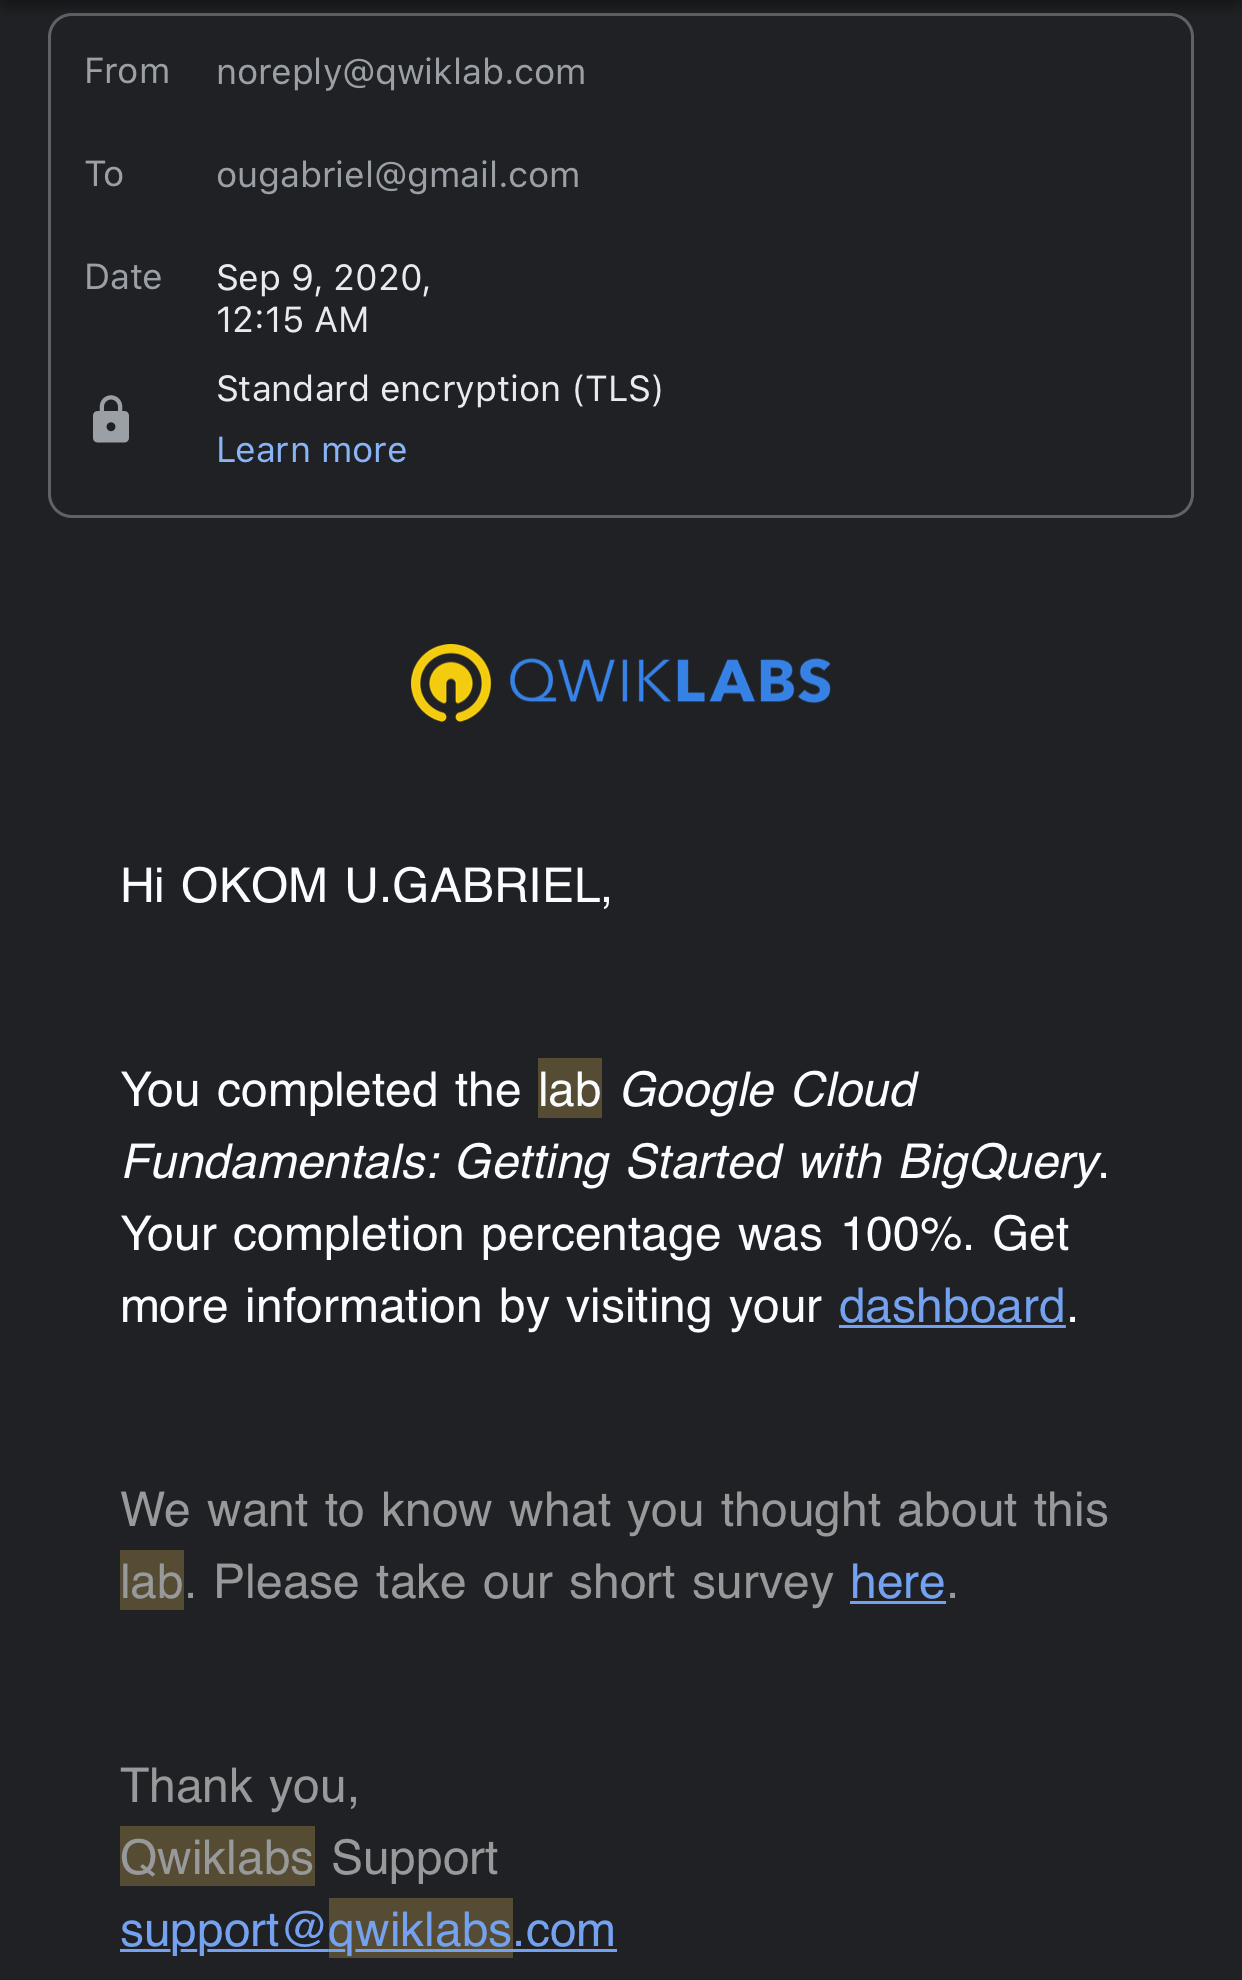 From noreply@qwiklab.com
To ougabriel@gmail.com
Date Sep 9, 2020,
12:15 AM
Standard encryption (TLS)
Learn more
QWIKLABS
Hi OKOM U.GABRIEL,
You completed the lab Google Cloud
Fundamentals: Getting Started with BigQuery.
Your completion percentage was 100%. Get
more information by visiting your dashboard.
We want to know what you thought about this
lab. Please take our short survey here.
Thank you,
Qwiklabs Support
support@qwiklabs.com